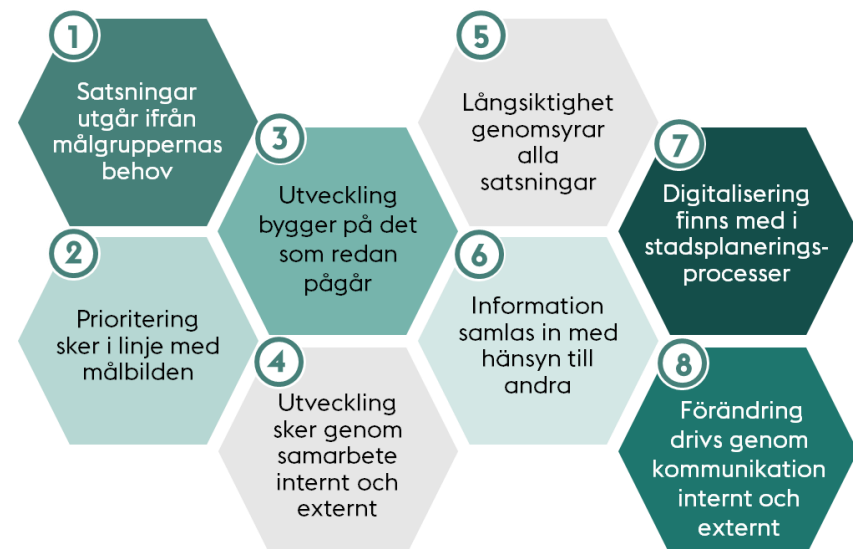 1
Satsningar
utgår ifrån
målgruppernas
behov
2
Prioritering
sker i linje med
målbilden
3
Utveckling
bygger på det
som redan
pågår
4
Utveckling
sker genom
samarbete
internt och
externt
5
Långsiktighet
genomsyrar
alla
satsningar
6
Information
samlas in med
hänsyn till
andra
7
Digitalisering
finns med i
stadsplanerings-
processer
8
Förändring
drivs genom
kommunikation
internt och
externt